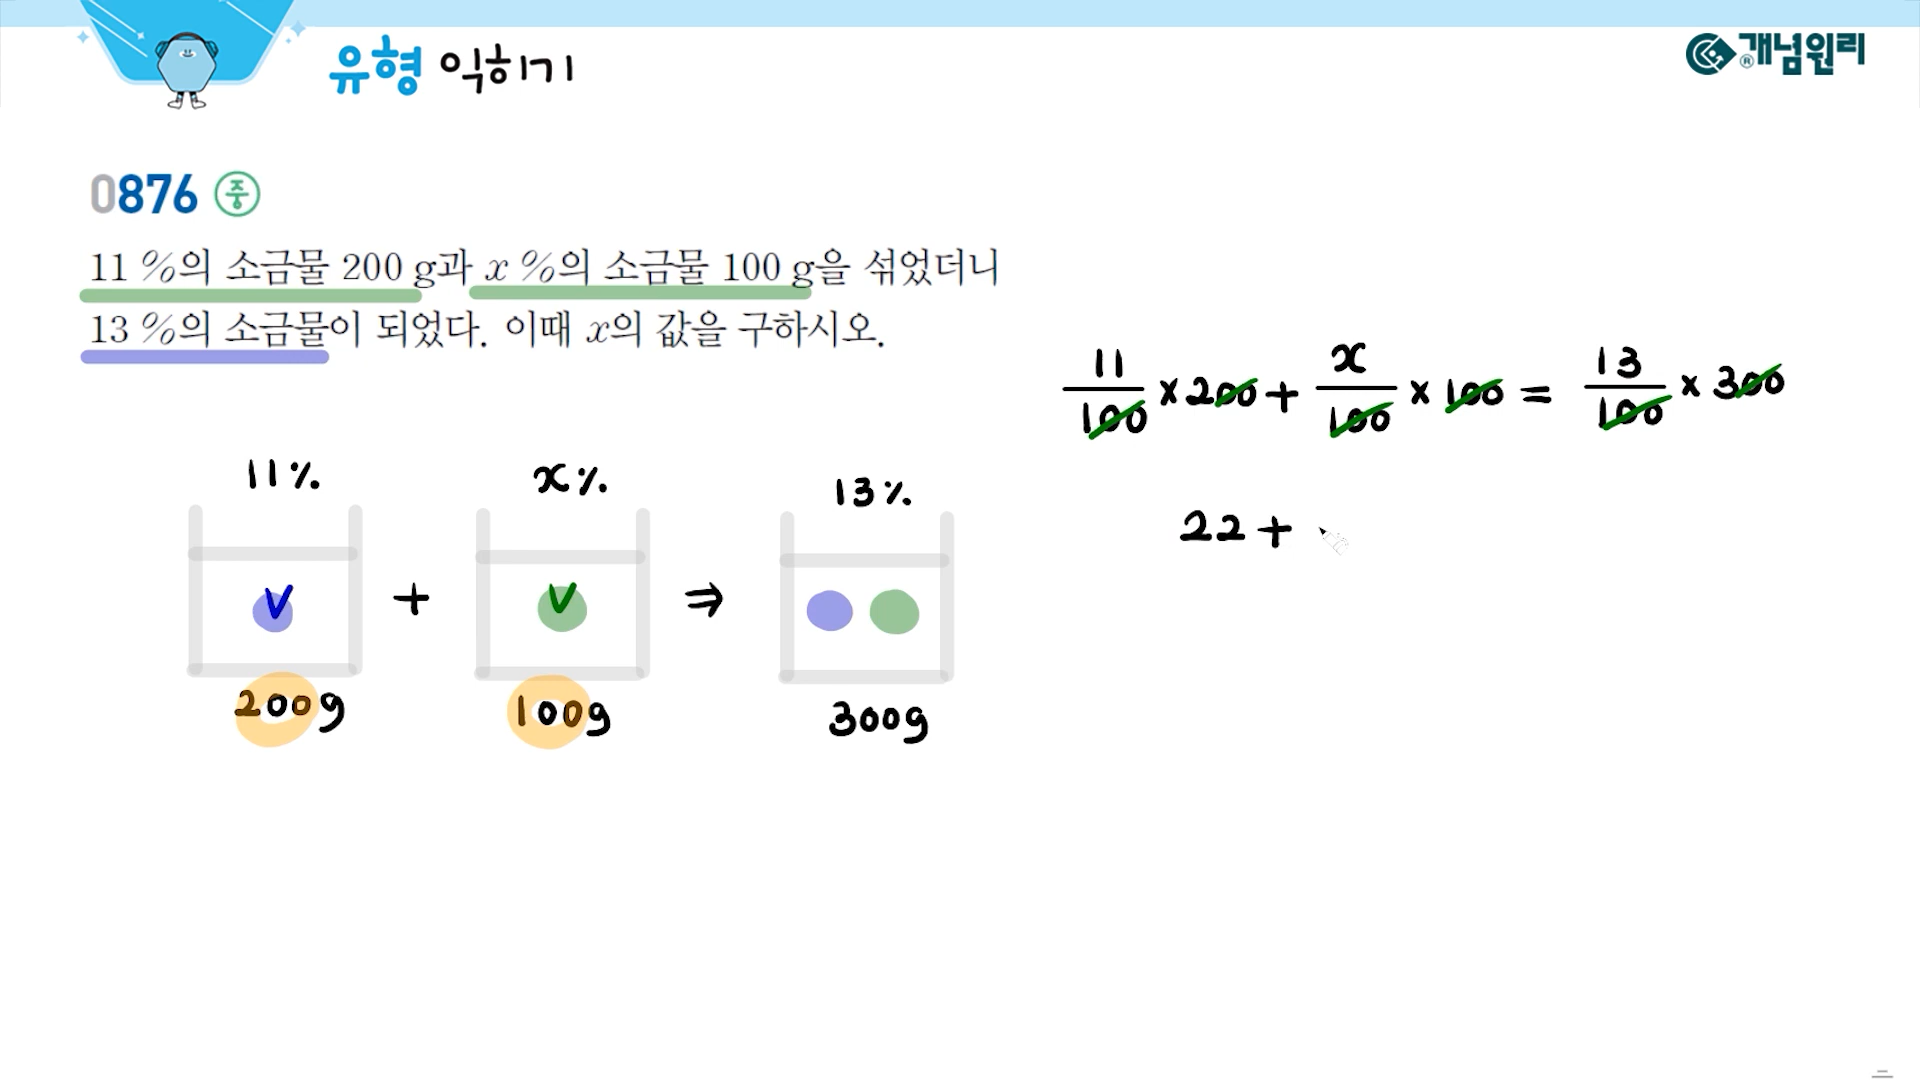 유형 익히기
개념원리
0876 중
11 %의 소금물 200 g과 x %의 소금물 100 g을 섞었더니
13 %의 소금물이 되었다. 이때 x의 값을 구하시오.
11/100 × 200 + x/100 × 100 = 13/100 × 300
22 +
11% x% 13%
+ ⇒
200g 100g 300g